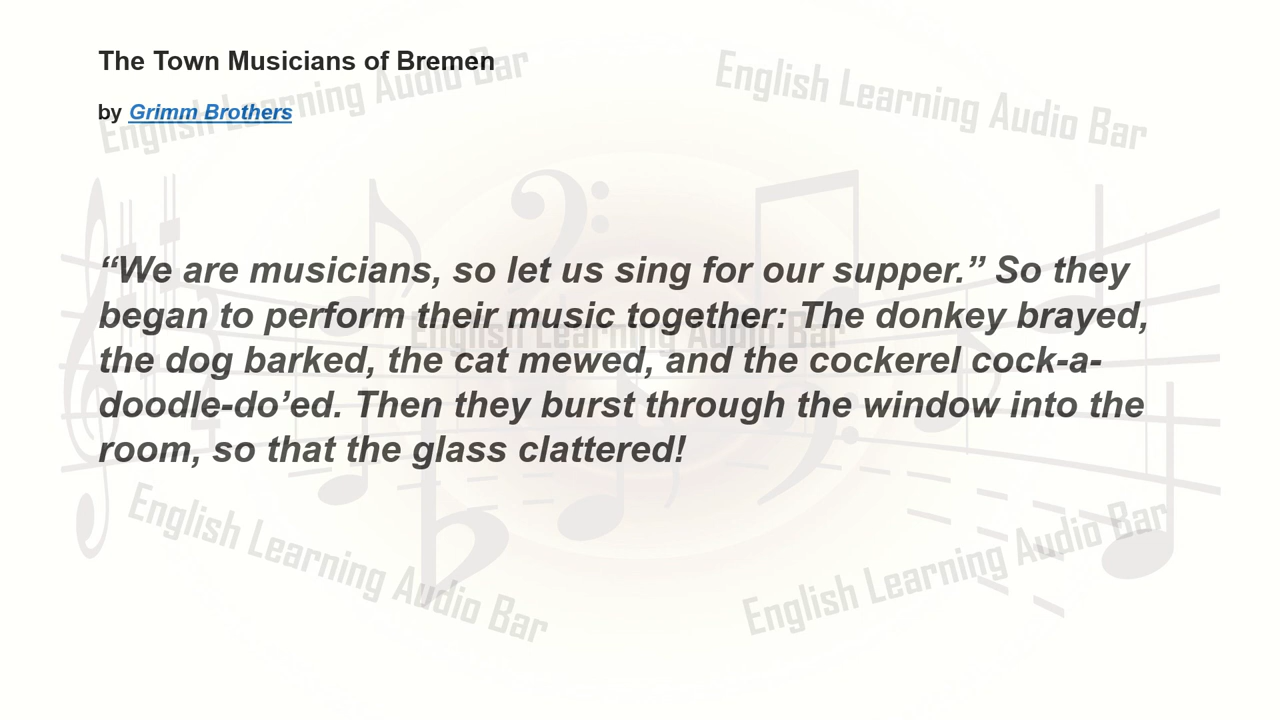 The Town Musicians of Bremen
by Grimm Brothers
English Learning Audio Bar
English Learning Audio Bar
“We are musicians, so let us sing for our supper.” So they
began to perform their music together: The donkey brayed,
English Learning Audio Bar
the dog barked, the cat mewed, and the cockerel cock-a-
doodle-do’ed. Then they burst through the window into the
room, so that the glass clattered!
English Learning Audio Bar
English Learning Audio Bar